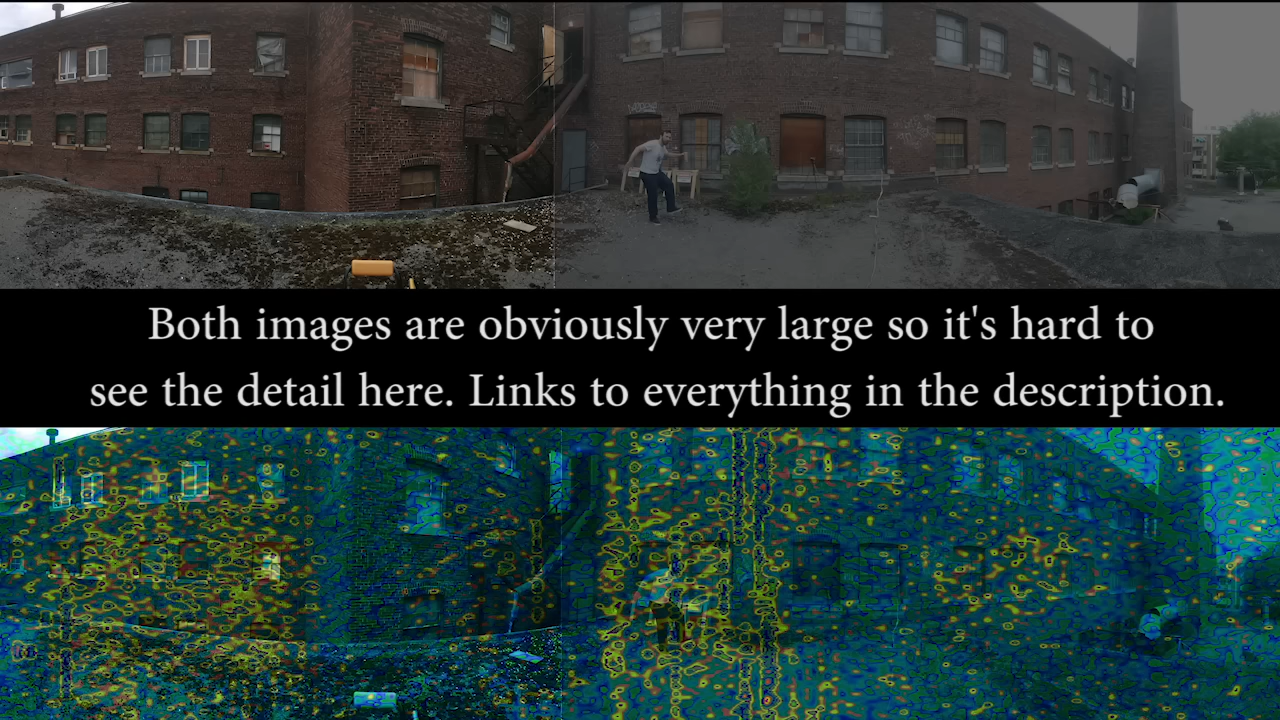 Both images are obviously very large so it's hard to
see the detail here. Links to everything in the description.